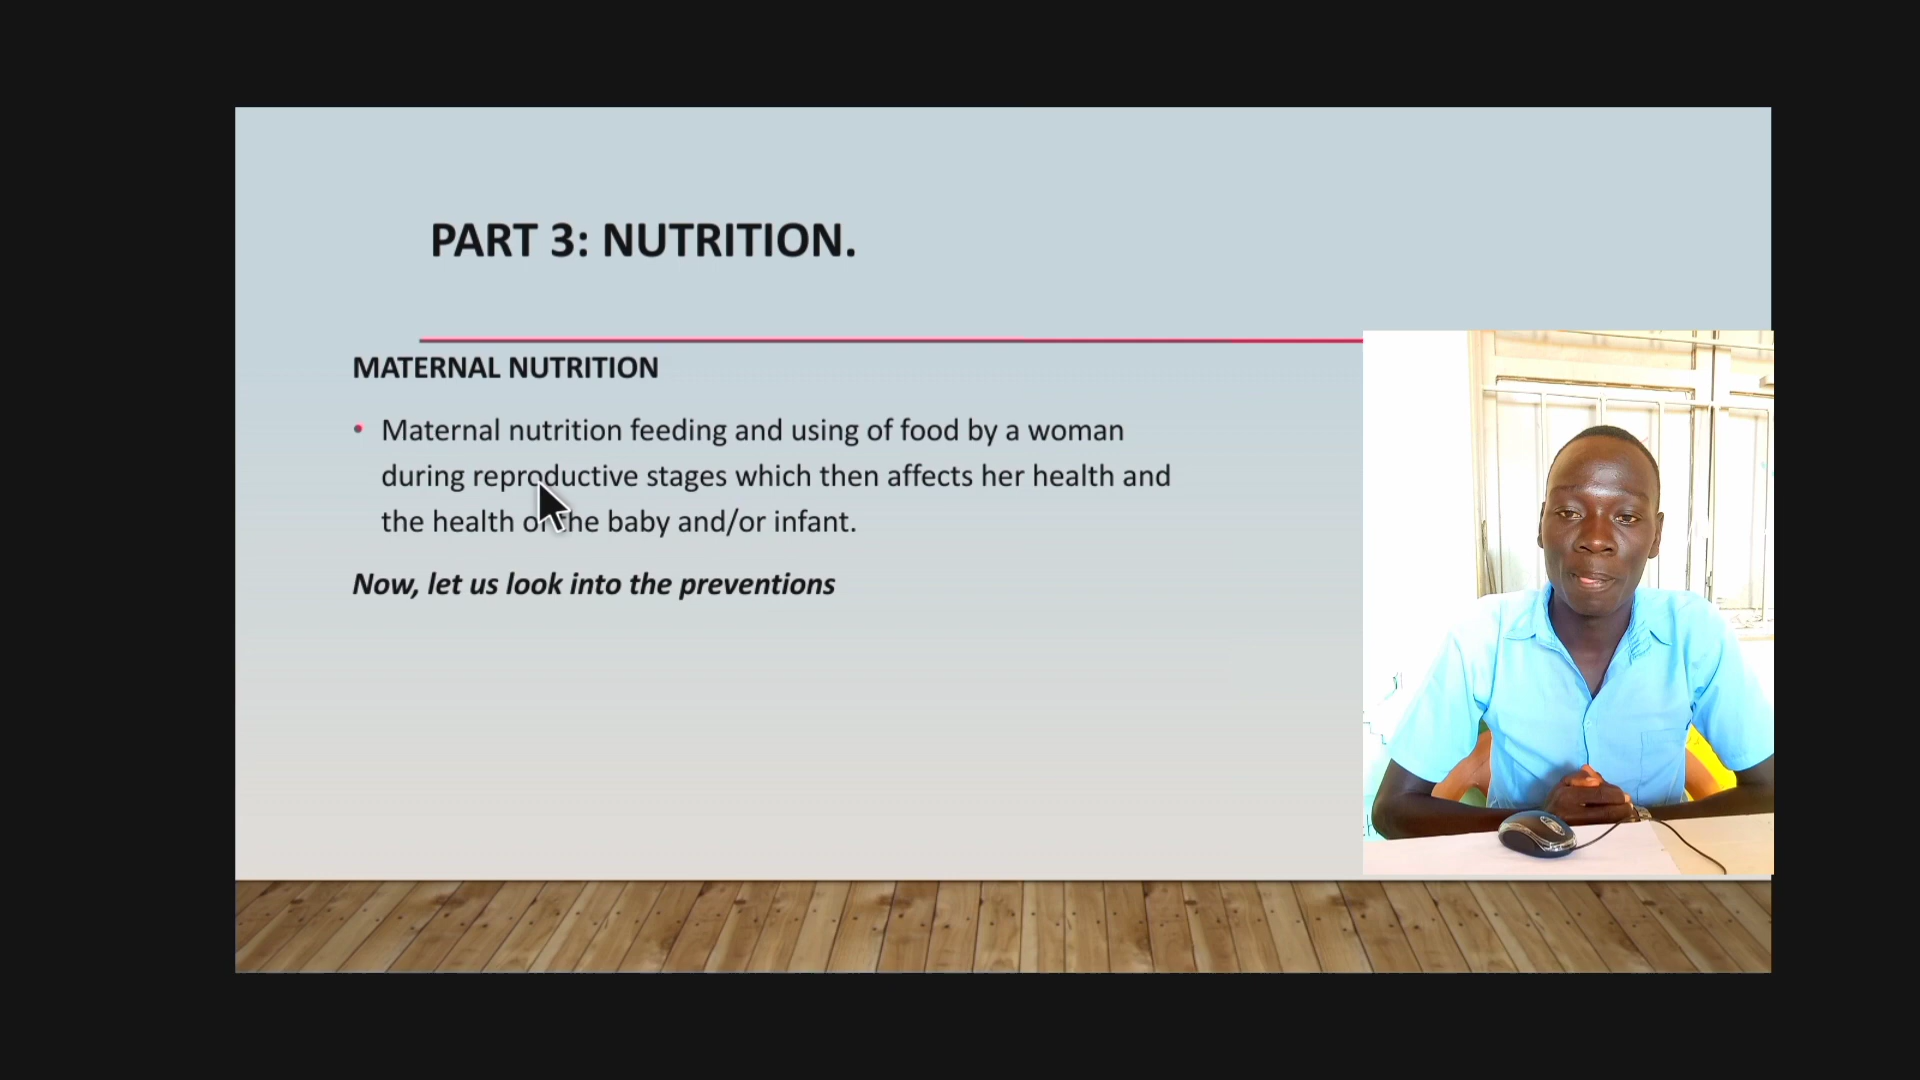 PART 3: NUTRITION.
MATERNAL NUTRITION
• Maternal nutrition feeding and using of food by a woman
during reproductive stages which then affects her health and
the health of the baby and/or infant.
Now, let us look into the preventions